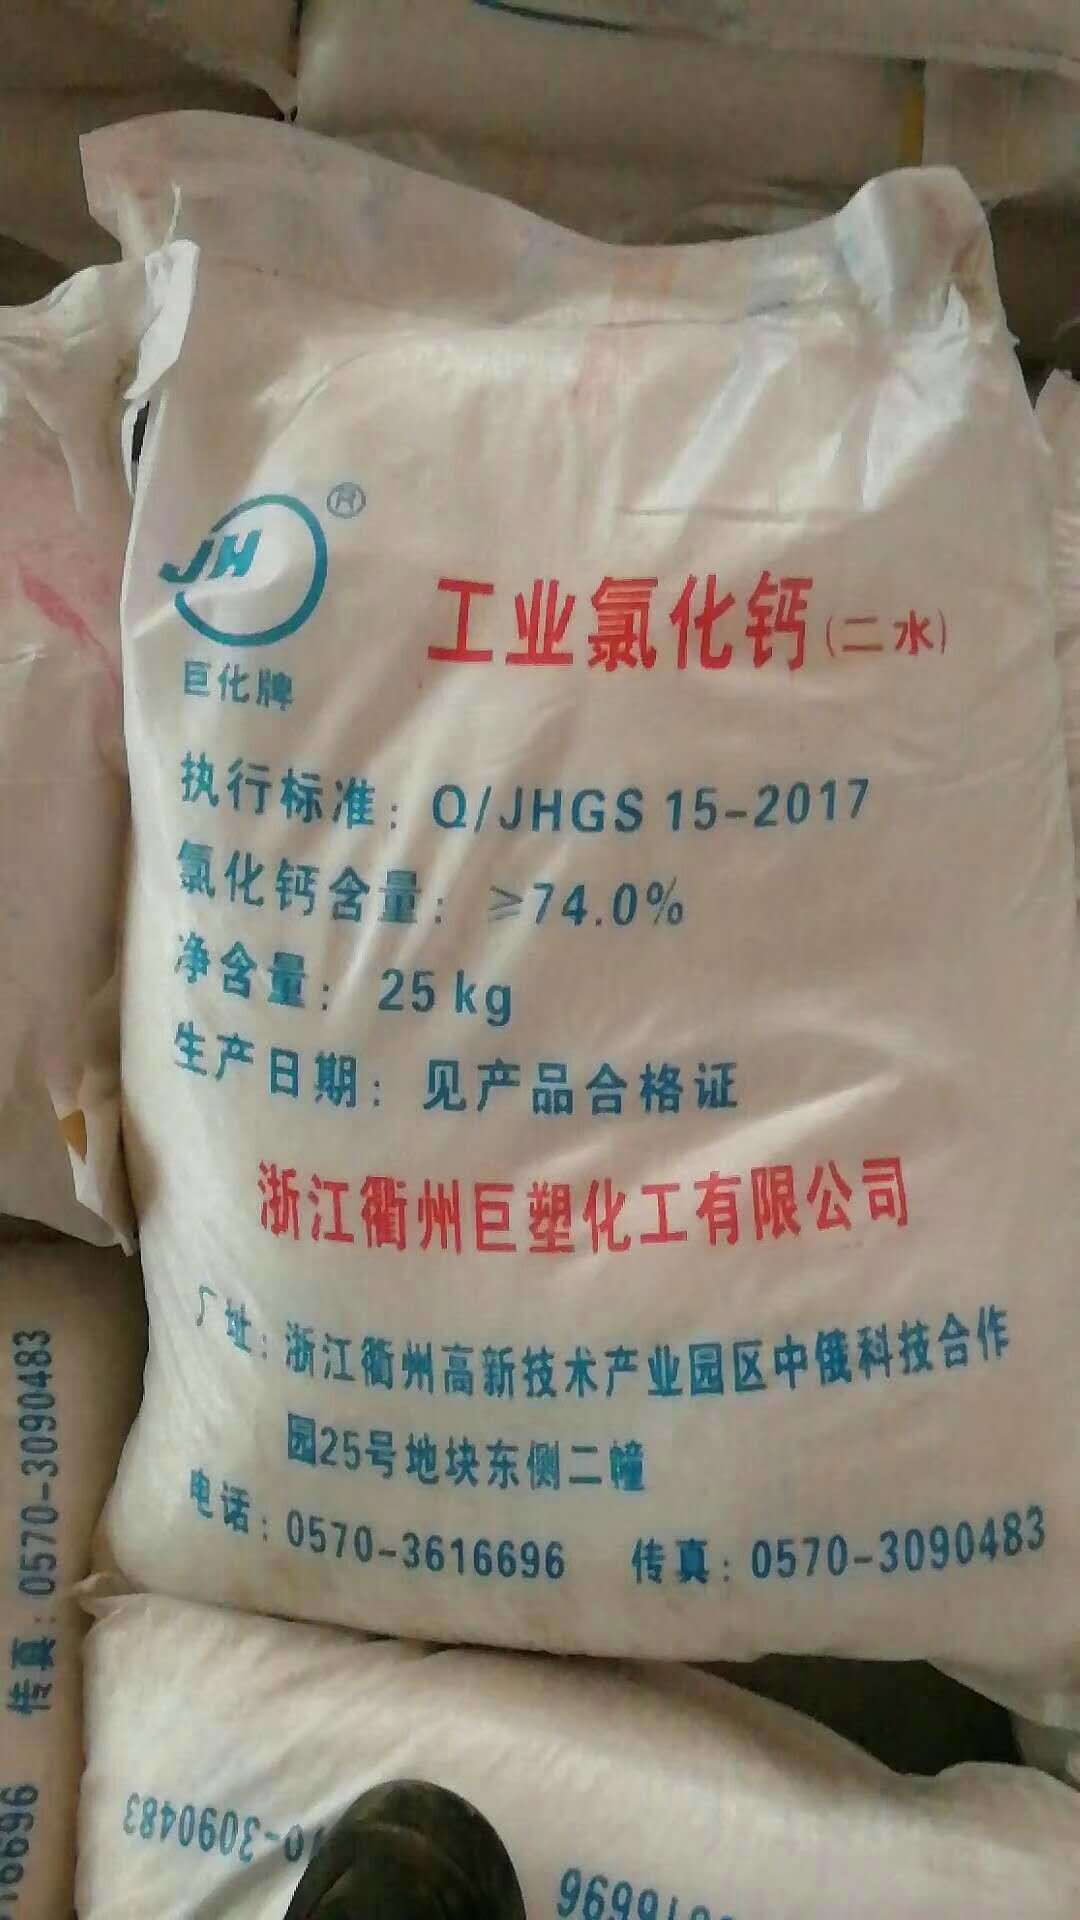 JH ®
巨化牌
工业氯化钙(二水)
执行标准: Q/JHGS 15-2017
氯化钙含量: ≥74.0%
净含量: 25 kg
生产日期: 见产品合格证
浙江衢州巨塑化工有限公司
厂址: 浙江衢州高新技术产业园区中俄科技合作
园25号地块东侧二幢
电话: 0570-3616696 传真: 0570-3090483
传真: 0570-3090483
16696
0-3090483
616696